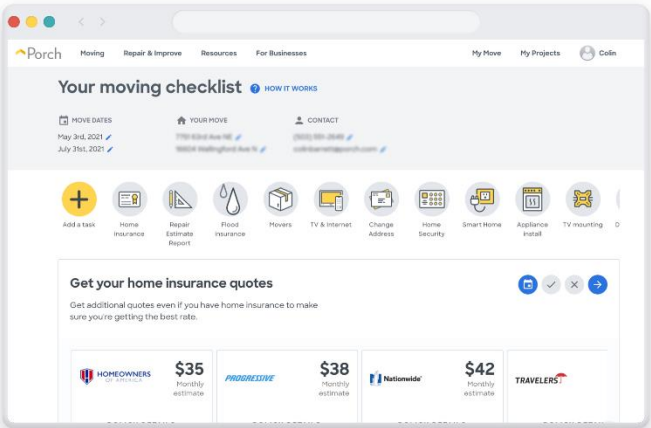 Porch
Moving
Repair & Improve
Resources
For Businesses
My Move
My Projects
Colin
Your moving checklist
? HOW IT WORKS
MOVE DATES
YOUR MOVE
CONTACT
May 3rd, 2021
July 31st, 2021
Add a task
Home
Insurance
Repair
Estimate
Report
Flood
Insurance
Movers
TV & Internet
Change
Address
Home
Security
Smart Home
Appliance
install
TV mounting
Get your home insurance quotes
Get additional quotes even if you have home insurance to make
sure you're getting the best rate.
HOMEOWNERS
OF AMERICA
$35
Monthly
estimate
PROGRESSIVE
$38
Monthly
estimate
Nationwide
$42
Monthly
estimate
TRAVELERS